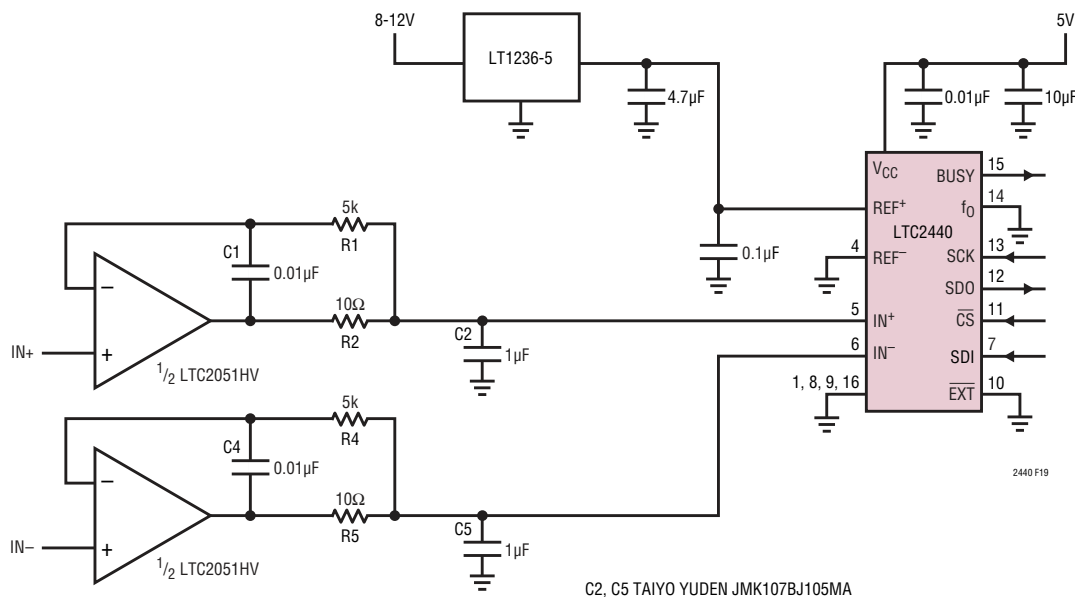 8-12V
LT1236-5
5V
4.7µF
0.01µF
10µF
0.1µF
VCC
REF+
4
REF–
5
IN+
6
IN–
1, 8, 9, 16
LTC2440
BUSY
15
fO
14
SCK
13
SDO
12
CS
11
SDI
7
EXT
10
5k
R1
C1
0.01µF
10Ω
R2
C2
1µF
–
+
IN+
1/2 LTC2051HV
5k
R4
C4
0.01µF
10Ω
R5
C5
1µF
–
+
IN–
1/2 LTC2051HV
2440 F19
C2, C5 TAIYO YUDEN JMK107BJ105MA